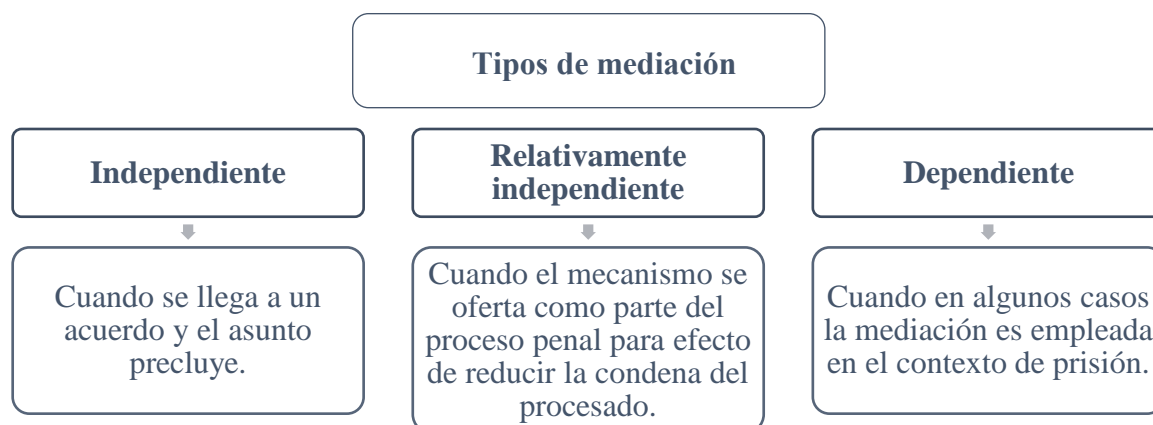 Tipos de mediación
Independiente
Cuando se llega a un
acuerdo y el asunto
precluye.
Relativamente
independiente
Cuando el mecanismo se
oferta como parte del
proceso penal para efecto
de reducir la condena del
procesado.
Dependiente
Cuando en algunos casos
la mediación es empleada
en el contexto de prisión.